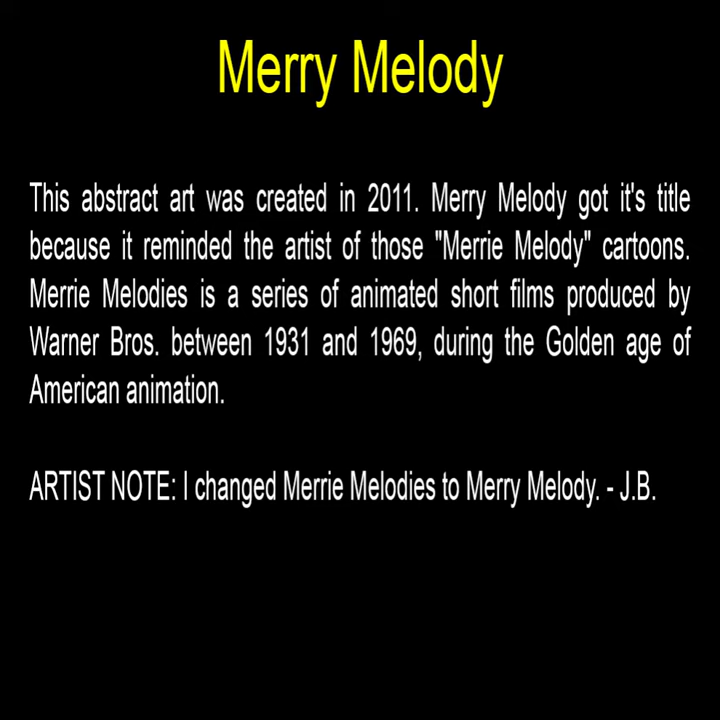 Merry Melody
This abstract art was created in 2011. Merry Melody got it's title
because it reminded the artist of those "Merrie Melody" cartoons.
Merrie Melodies is a series of animated short films produced by
Warner Bros. between 1931 and 1969, during the Golden age of
American animation.
ARTIST NOTE: I changed Merrie Melodies to Merry Melody. - J.B.